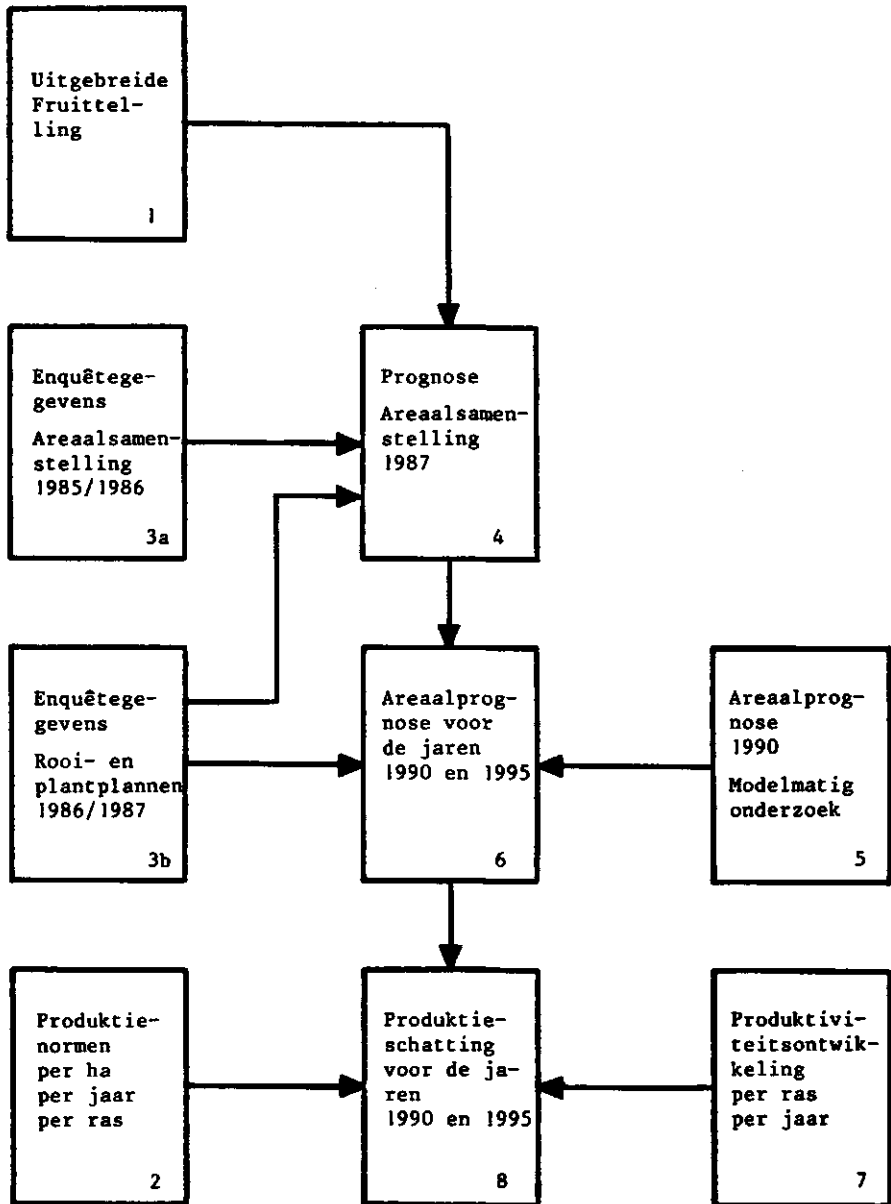 Uitgebreide
Fruittel-
ling
1
Enquêtege-
gevens
Areaalsamen-
stelling
1985/1986
3a
Prognose
Areaalsamen-
stelling
1987
4
Enquêtege-
gevens
Rooi- en
plantplannen
1986/1987
3b
Areaalprog-
nose voor
de jaren
1990 en 1995
6
Areaalprog-
nose
1990
Modelmatig
onderzoek
5
Produktie-
normen
per ha
per jaar
per ras
2
Produktie-
schatting
voor de ja-
ren
1990 en 1995
8
Produktivi-
teitsontwik-
keling
per ras
per jaar
7